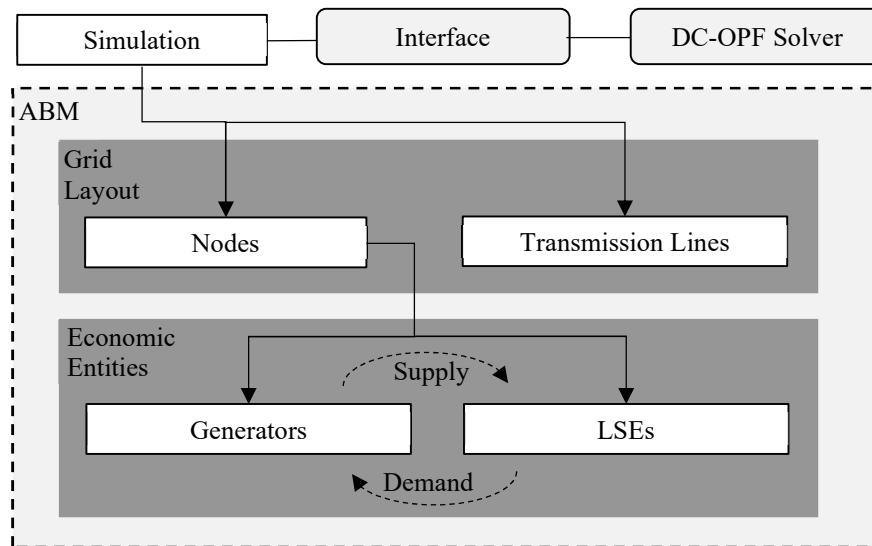 Simulation
Interface
DC-OPF Solver
ABM
Grid
Layout
Nodes
Transmission Lines
Economic
Entities
Supply
Generators
LSEs
Demand